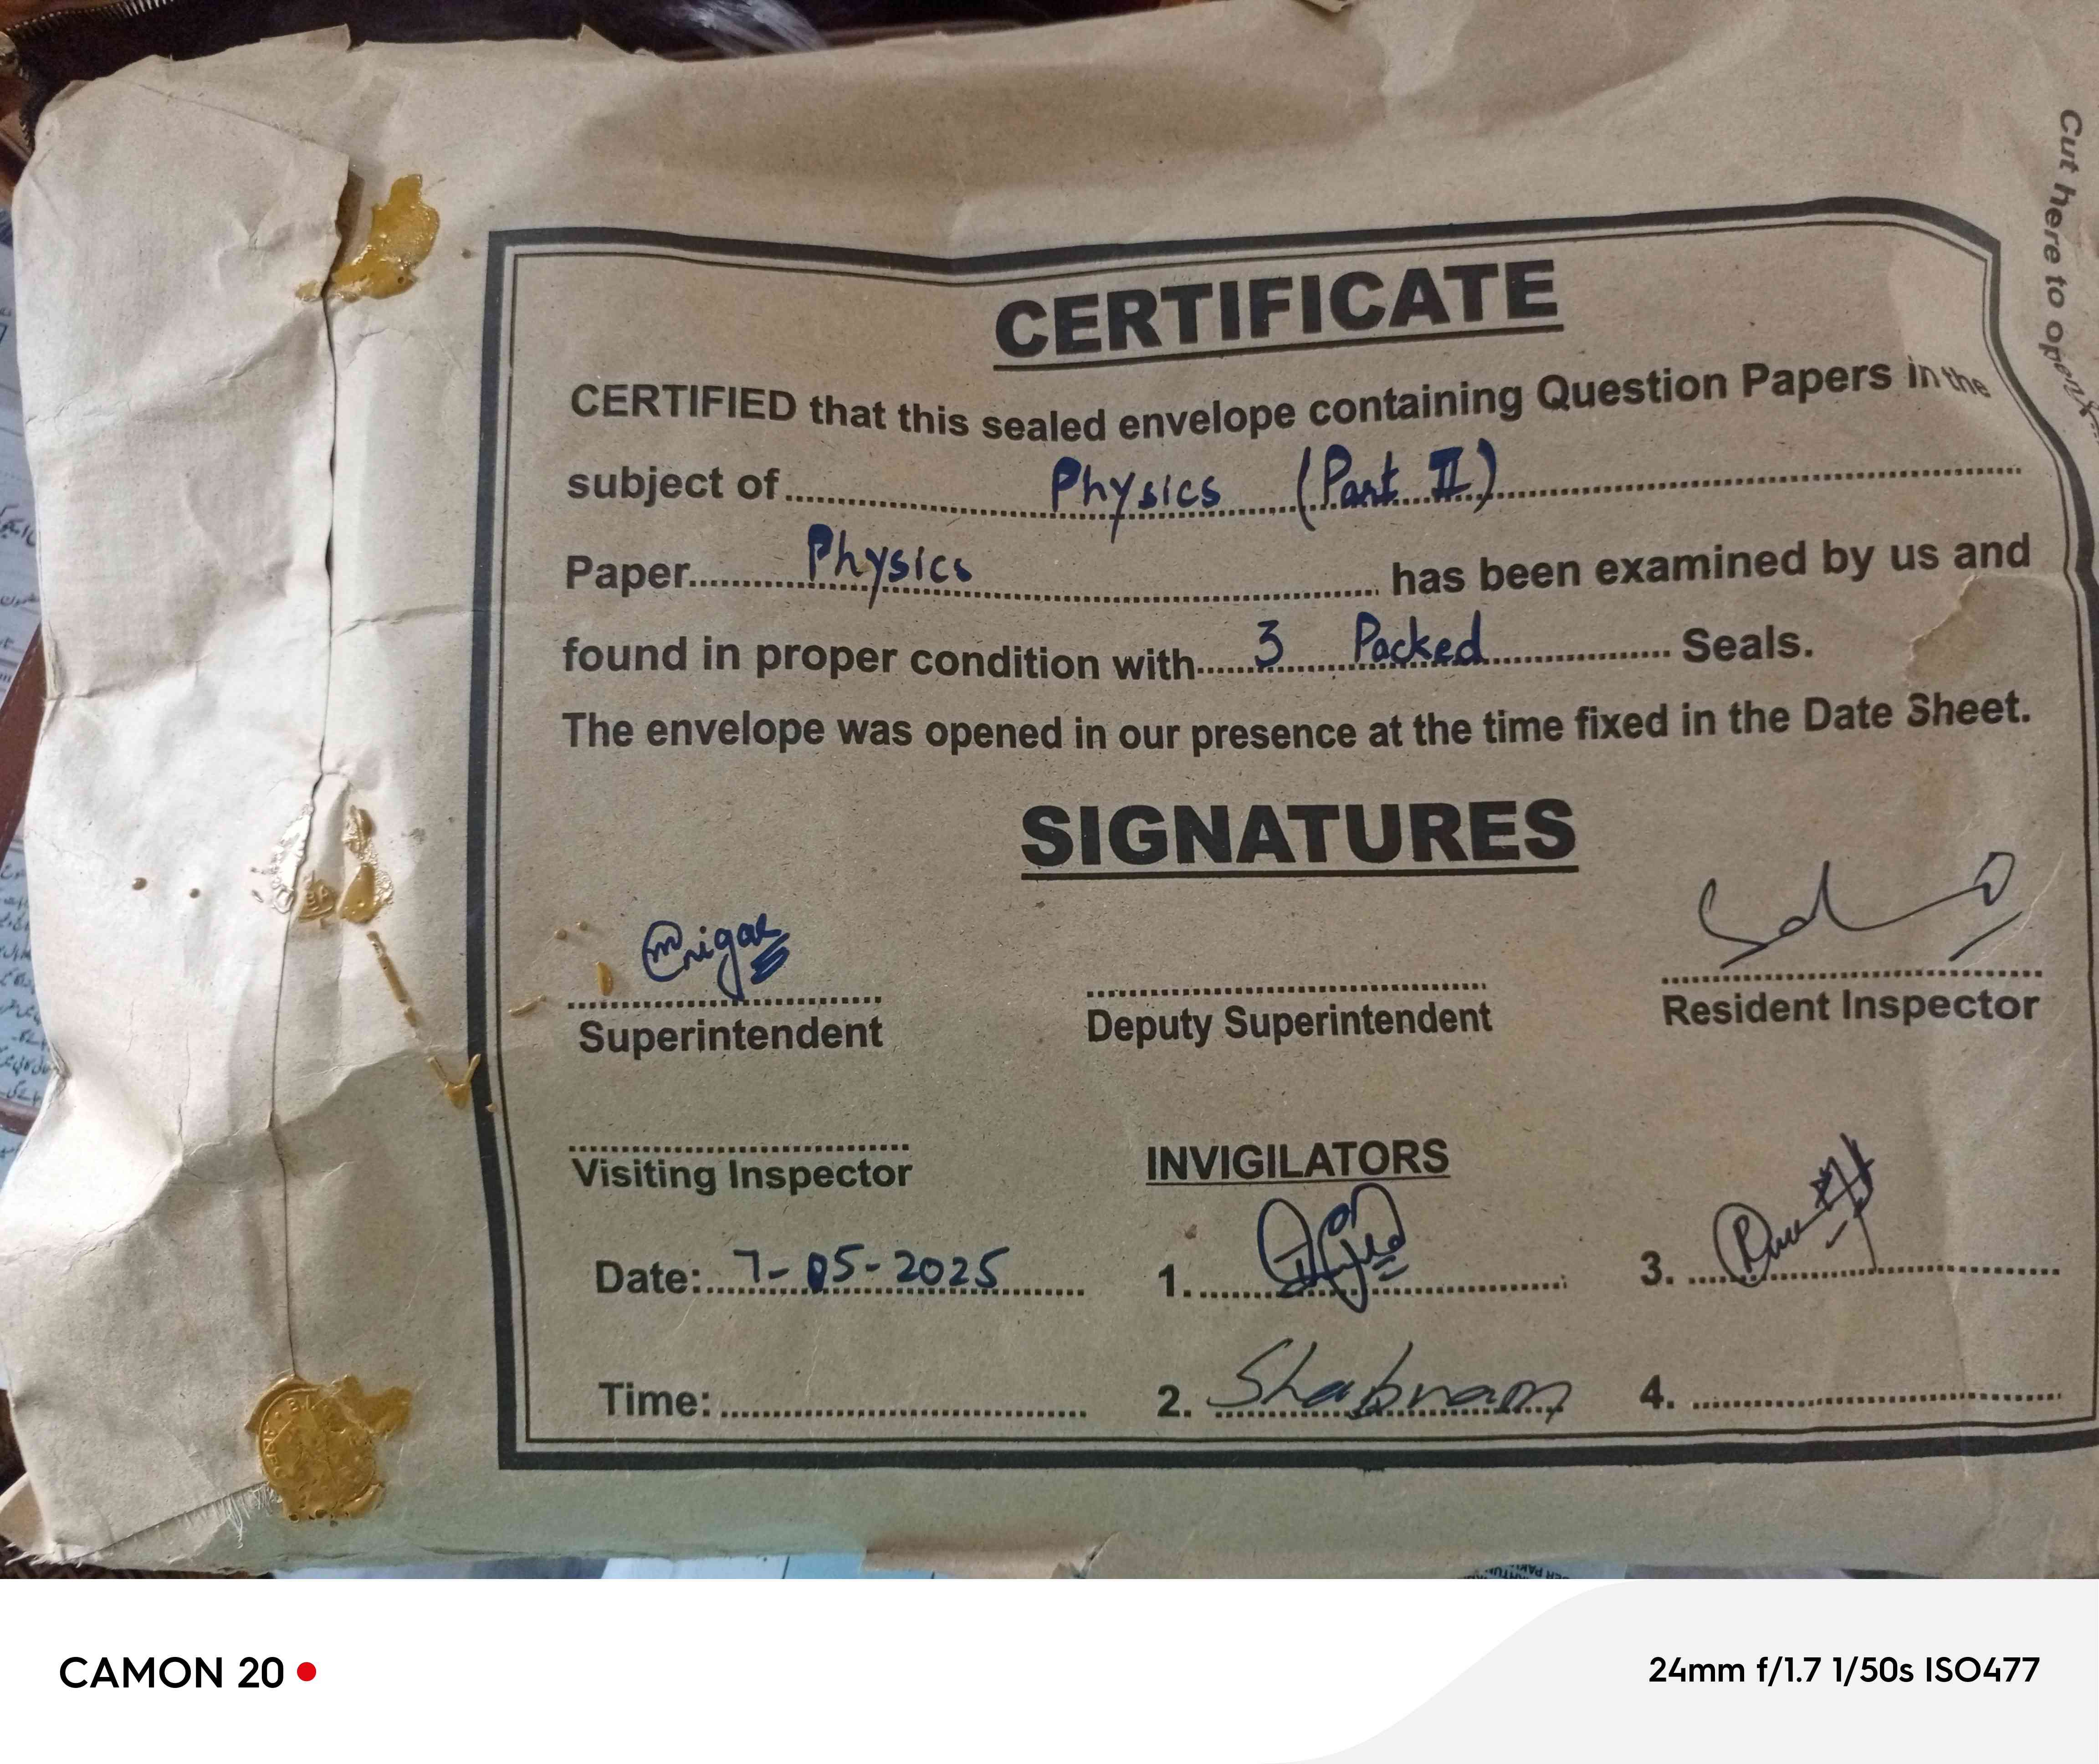 Cut here to open
CERTIFICATE
CERTIFIED that this sealed envelope containing Question Papers in the
subject of Physics (Part II)
Paper Physics has been examined by us and
found in proper condition with 3 Packed Seals.
The envelope was opened in our presence at the time fixed in the Date Sheet.
SIGNATURES
Superintendent Deputy Superintendent Resident Inspector
Visiting Inspector INVIGILATORS
Date: 7-05-2025 1. 3.
Time: 2. Shabnam 4.
CAMON 20 24mm f/1.7 1/50s ISO477